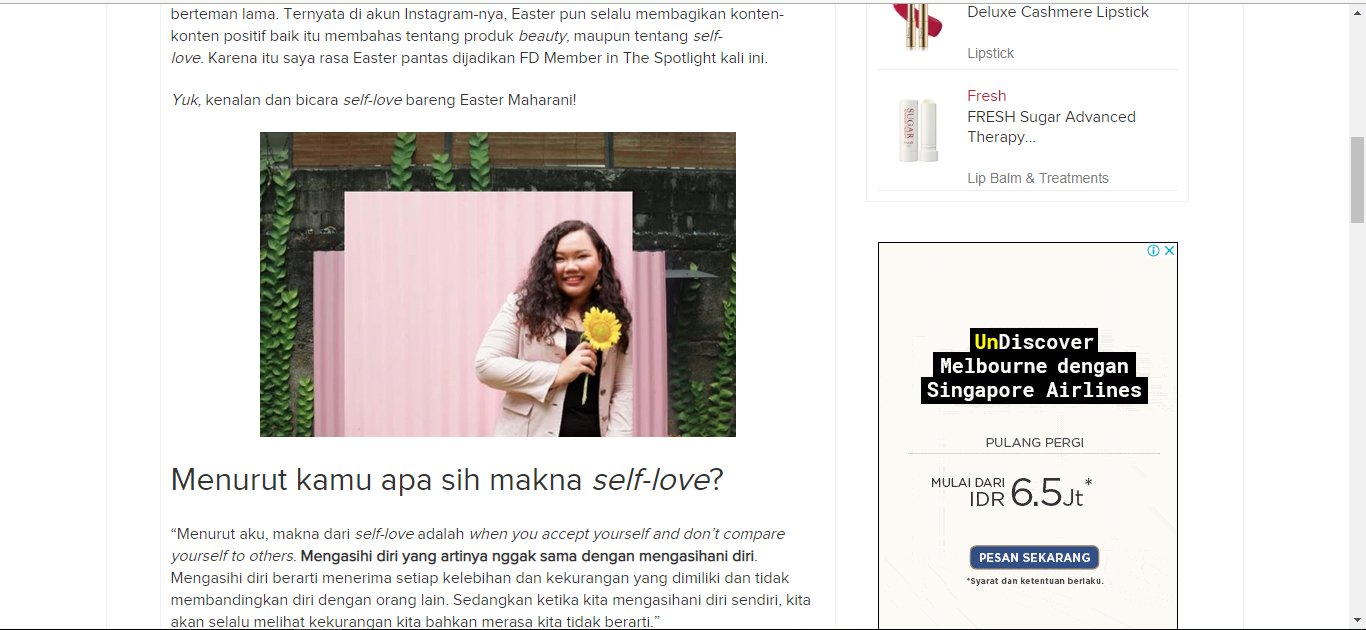 berteman lama. Ternyata di akun Instagram-nya, Easter pun selalu membagikan konten-
konten positif baik itu membahas tentang produk beauty, maupun tentang self-
love. Karena itu saya rasa Easter pantas dijadikan FD Member in The Spotlight kali ini.
Yuk, kenalan dan bicara self-love bareng Easter Maharani!
Menurut kamu apa sih makna self-love?
“Menurut aku, makna dari self-love adalah when you accept yourself and don’t compare
yourself to others. Mengasihi diri yang artinya nggak sama dengan mengasihani diri.
Mengasihi diri berarti menerima setiap kelebihan dan kekurangan yang dimiliki dan tidak
membandingkan diri dengan orang lain. Sedangkan ketika kita mengasihani diri sendiri, kita
akan selalu melihat kekurangan kita bahkan merasa kita tidak berarti.”
Deluxe Cashmere Lipstick
Lipstick
Fresh
FRESH Sugar Advanced
Therapy...
Lip Balm & Treatments
SUGAR
UnDiscover
Melbourne dengan
Singapore Airlines
PULANG PERGI
MULAI DARI
IDR 6.5Jt*
PESAN SEKARANG
*Syarat dan ketentuan berlaku.